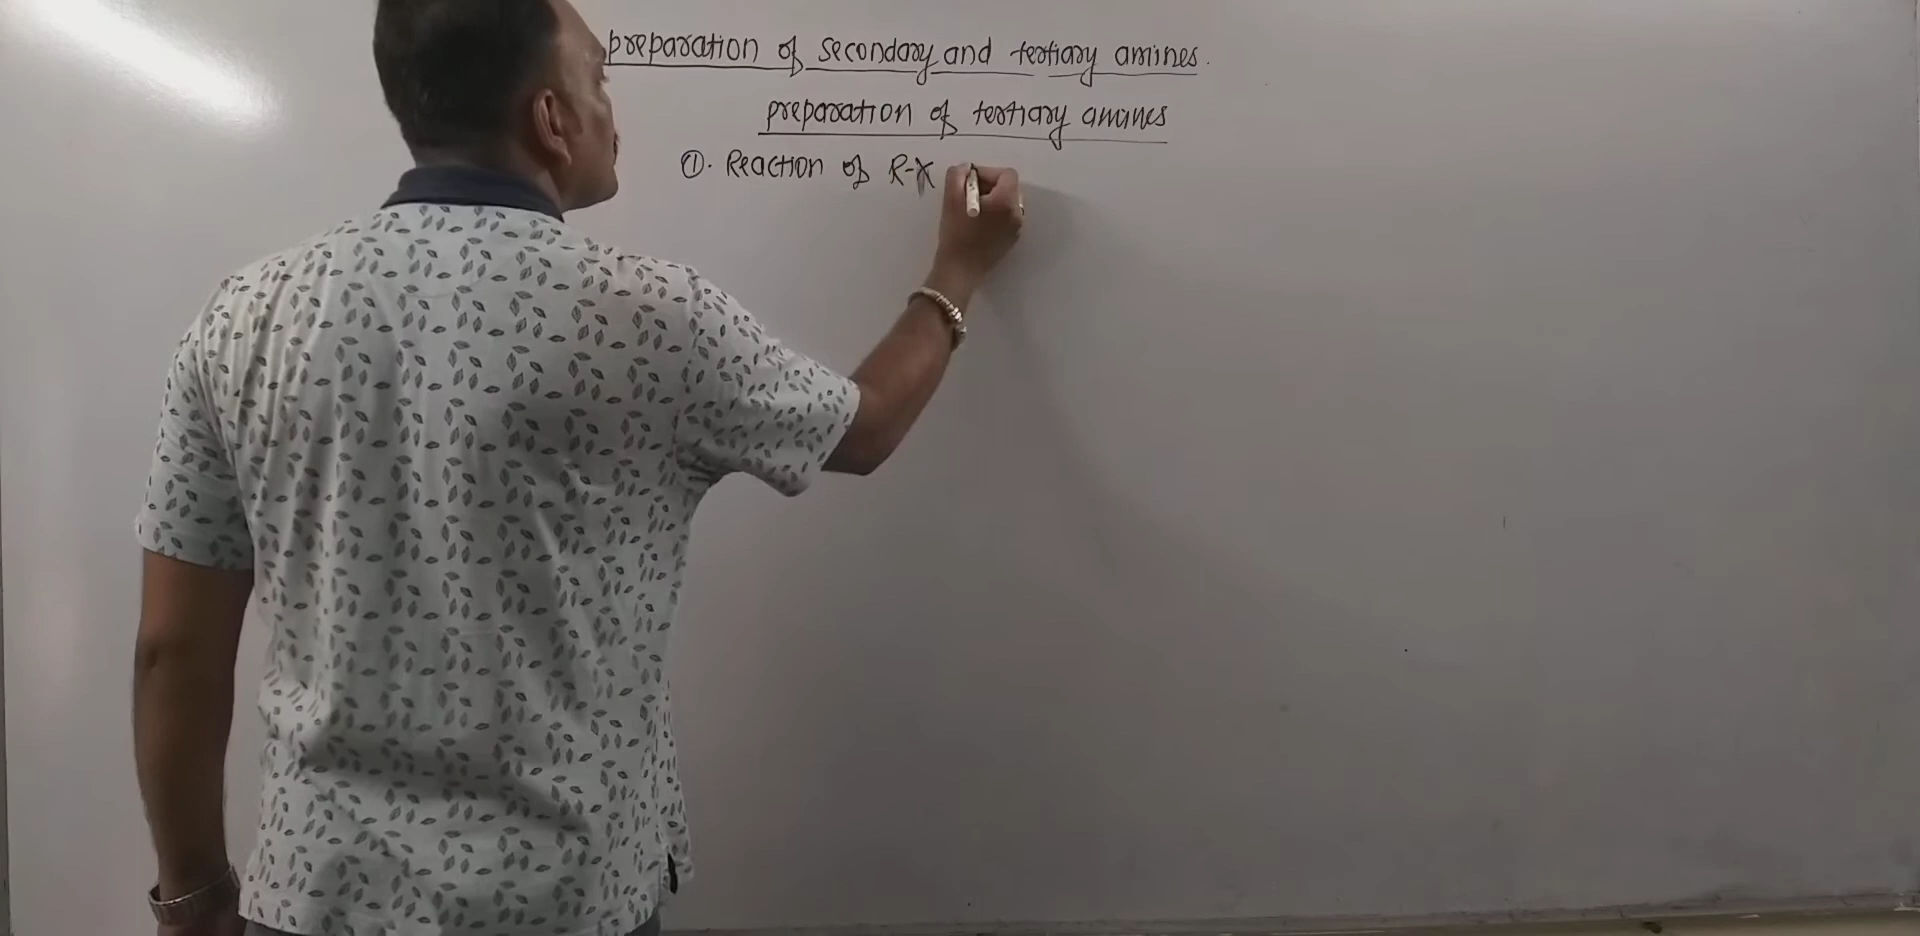 preparation of secondary and tertiary amines.
preparation of tertiary amines
①. Reaction of R-X